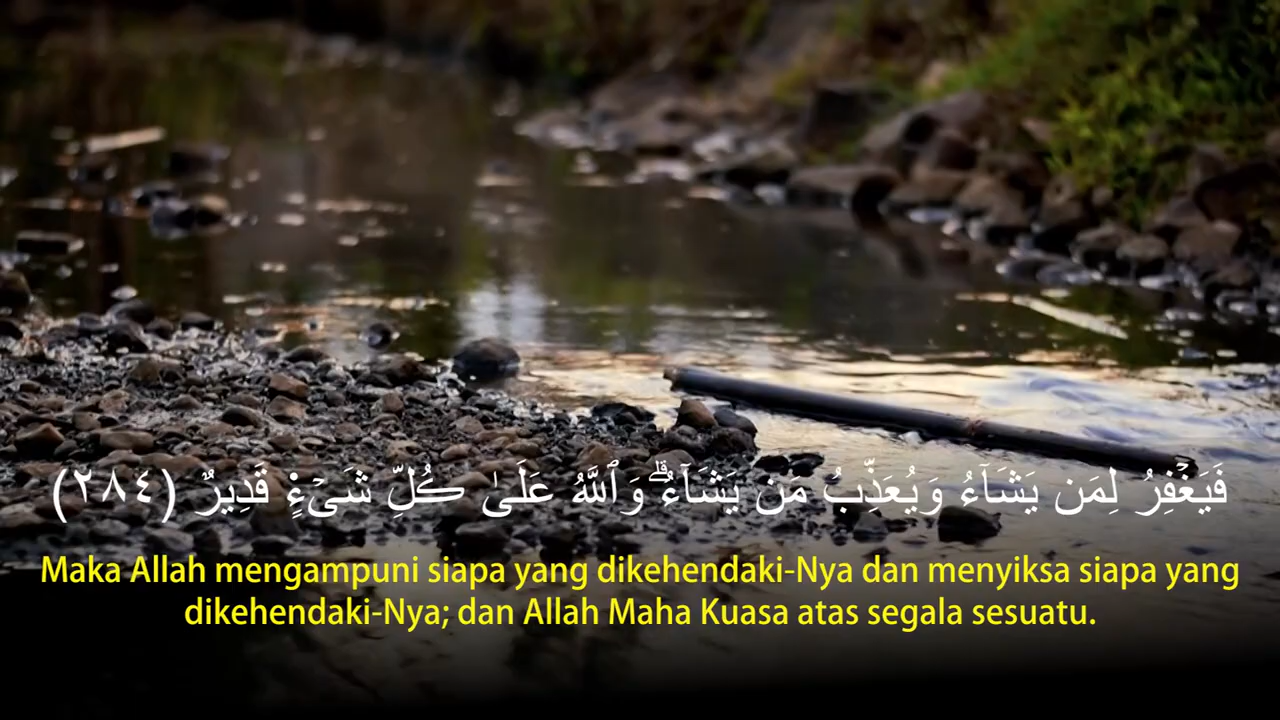 فَيَغْفِرُ لِمَن يَشَآءُ وَيُعَذِّبُ مَن يَشَآءُ ۗ وَٱللَّهُ عَلَىٰ كُلِّ شَىْءٍ قَدِيرٌ (٢٨٤)
Maka Allah mengampuni siapa yang dikehendaki-Nya dan menyiksa siapa yang
dikehendaki-Nya; dan Allah Maha Kuasa atas segala sesuatu.